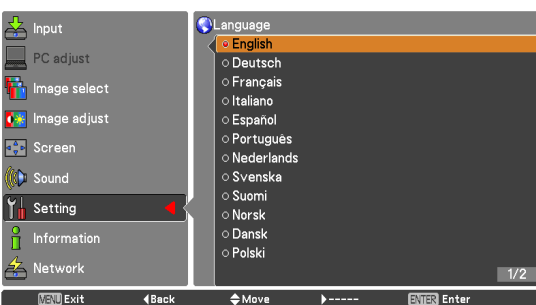 Input
PC adjust
Image select
Image adjust
Screen
Sound
Setting
Information
Network
Language
English
Deutsch
Français
Italiano
Español
Português
Nederlands
Svenska
Suomi
Norsk
Dansk
Polski
1/2
MENU Exit
Back
Move
-----
ENTER Enter